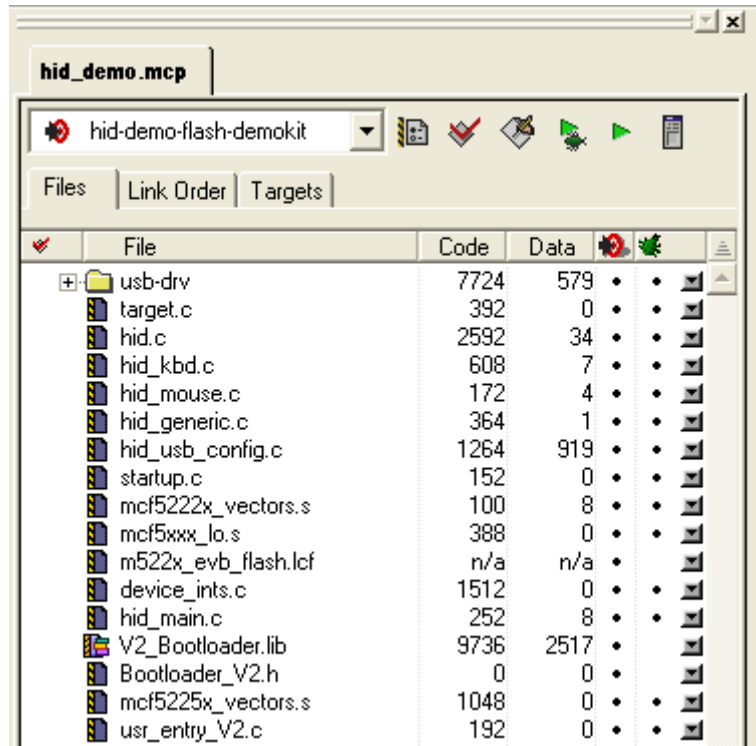 hid_demo.mcp
hid-demo-flash-demokit
Files Link Order Targets
File Code Data
usb-drv 7724 579
target.c 392 0
hid.c 2592 34
hid_kbd.c 608 7
hid_mouse.c 172 4
hid_generic.c 364 1
hid_usb_config.c 1264 919
startup.c 152 0
mcf5222x_vectors.s 100 8
mcf5xxx_lo.s 388 0
m522x_evb_flash.lcf n/a n/a
device_ints.c 1512 0
hid_main.c 252 8
V2_Bootloader.lib 9736 2517
Bootloader_V2.h 0 0
mcf5225x_vectors.s 1048 0
usr_entry_V2.c 192 0